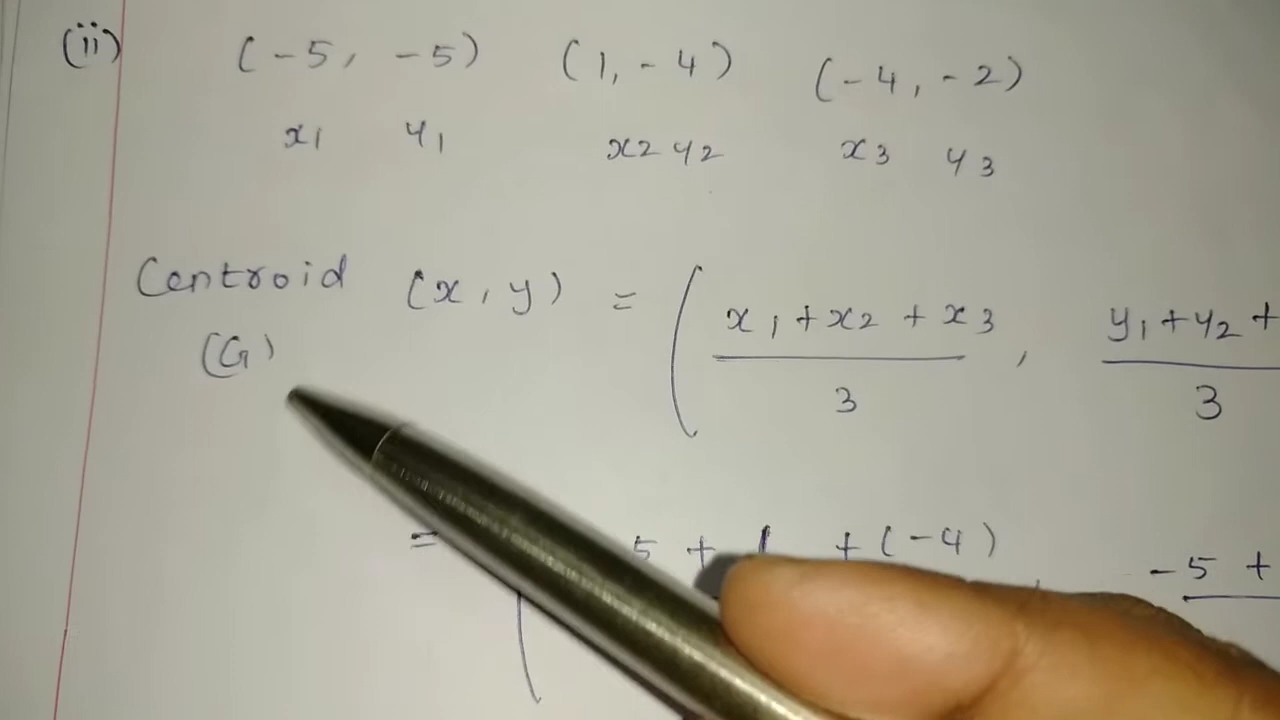 (ii) (-5, -5) (1, -4) (-4, -2)
x1 y1 x2 y2 x3 y3
Centroid (x, y) = ( x1 + x2 + x3 / 3 , y1 + y2 + / 3
(G)
= 5 + 1 + (-4) , -5 +